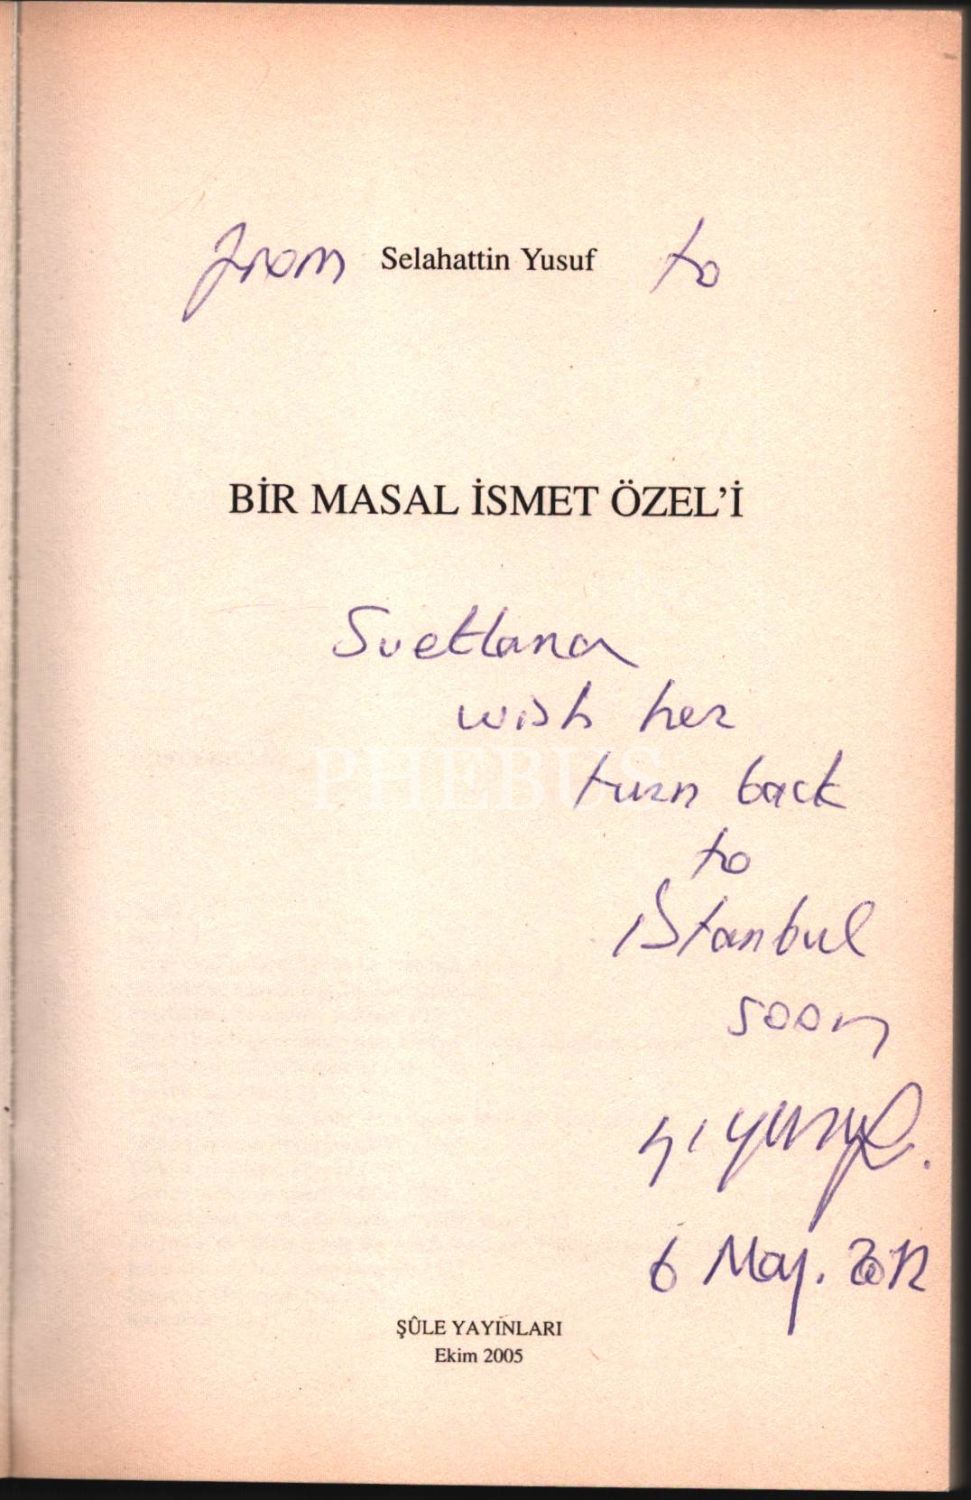 from Selahattin Yusuf to
BİR MASAL İSMET ÖZEL'İ
Svetlana
wish her
PHEBUS
turn back
to
istanbul
soon
6 May. 2012
ŞÛLE YAYINLARI
Ekim 2005